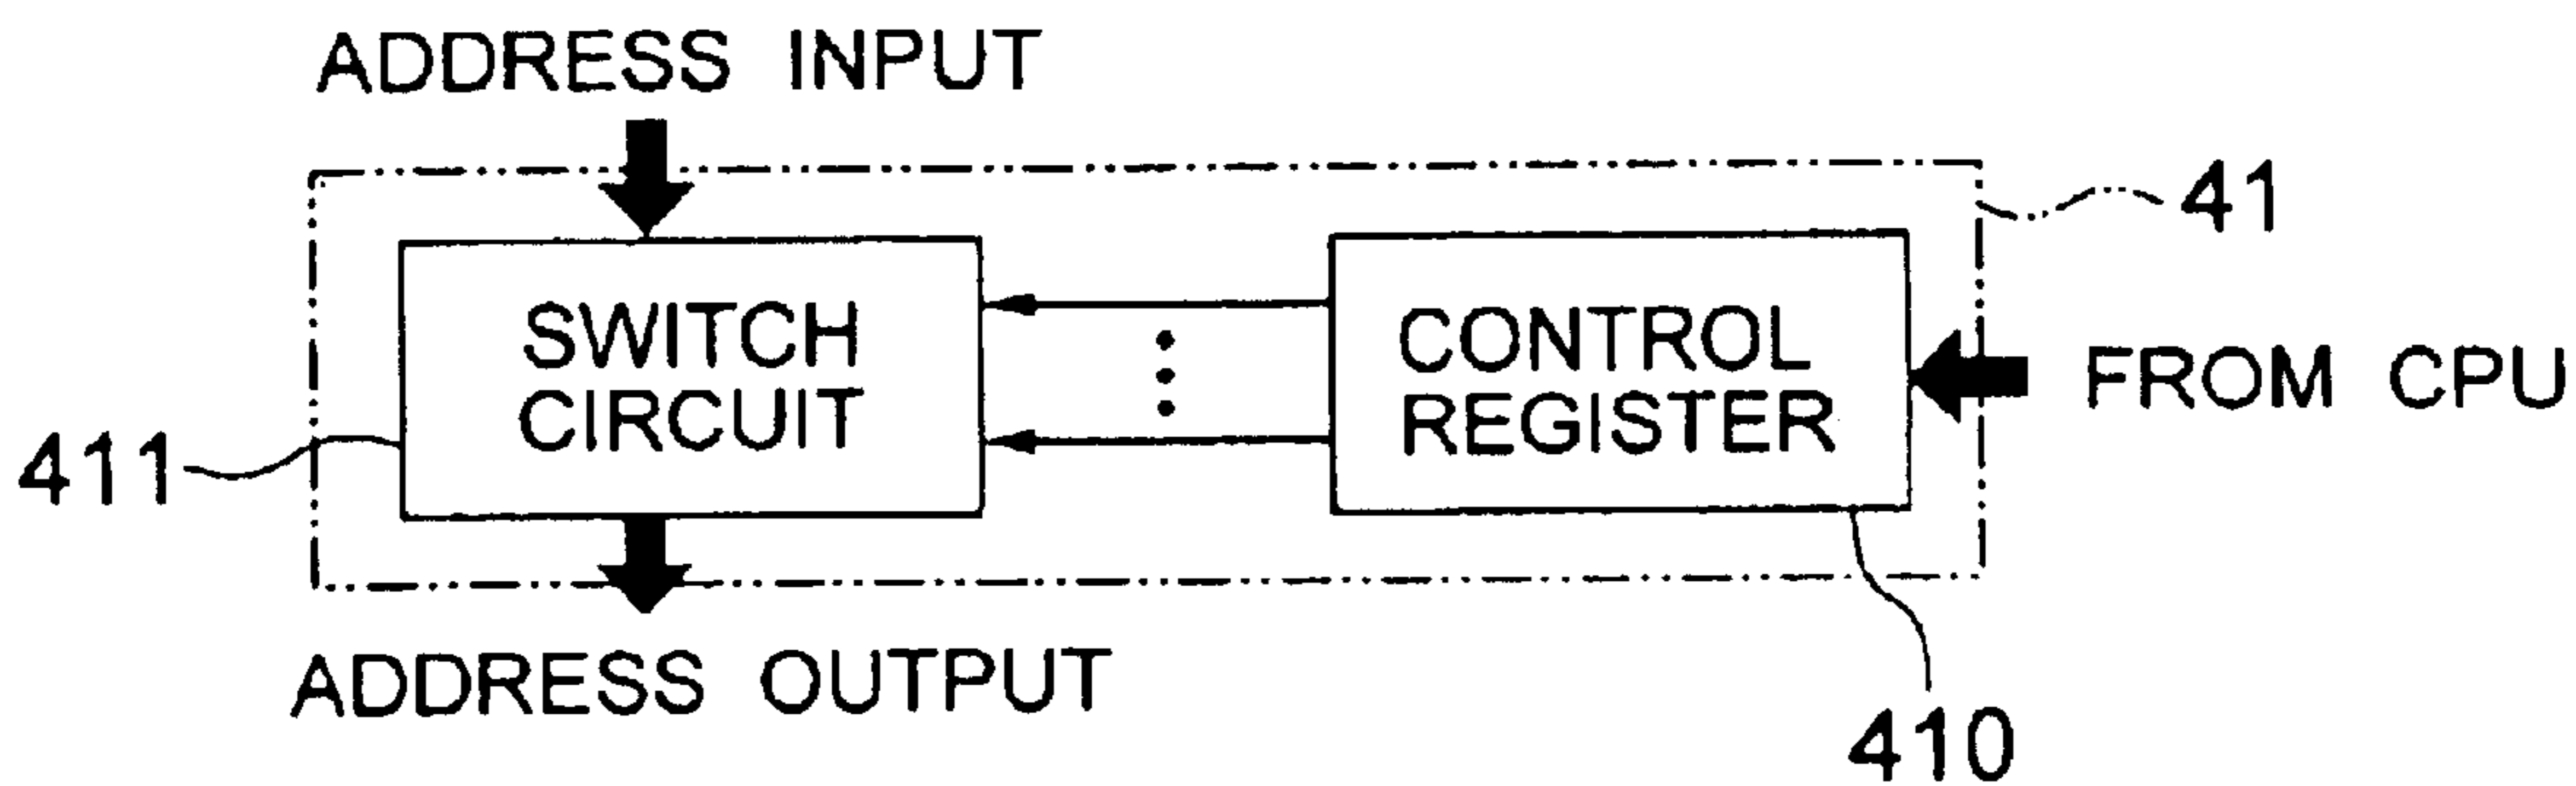 ADDRESS INPUT
41
SWITCH
CIRCUIT
CONTROL
REGISTER
FROM CPU
411
ADDRESS OUTPUT
410